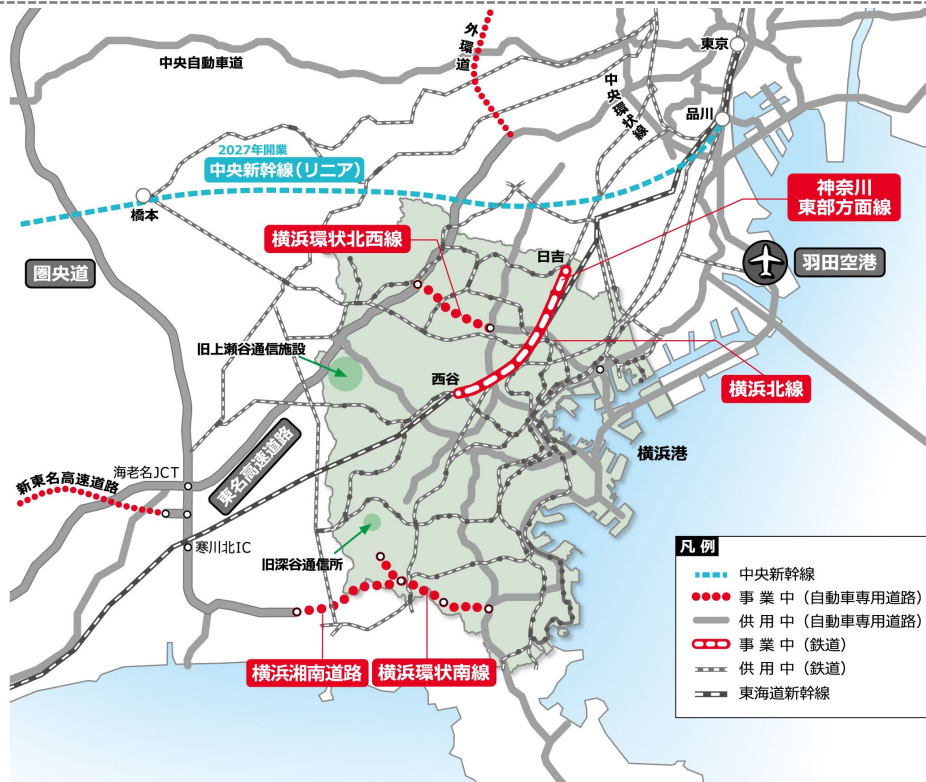 外環道
東京
中央自動車道
中央環状線
品川
2027年開業
中央新幹線(リニア)
橋本
神奈川
東部方面線
横浜環状北西線
日吉
羽田空港
圏央道
旧上瀬谷通信施設
西谷
横浜北線
横浜港
東名高速道路
海老名JCT
新東名高速道路
寒川北IC
旧深谷通信所
横浜湘南道路
横浜環状南線
凡例
中央新幹線
事業中(自動車専用道路)
供用中(自動車専用道路)
事業中(鉄道)
供用中(鉄道)
東海道新幹線